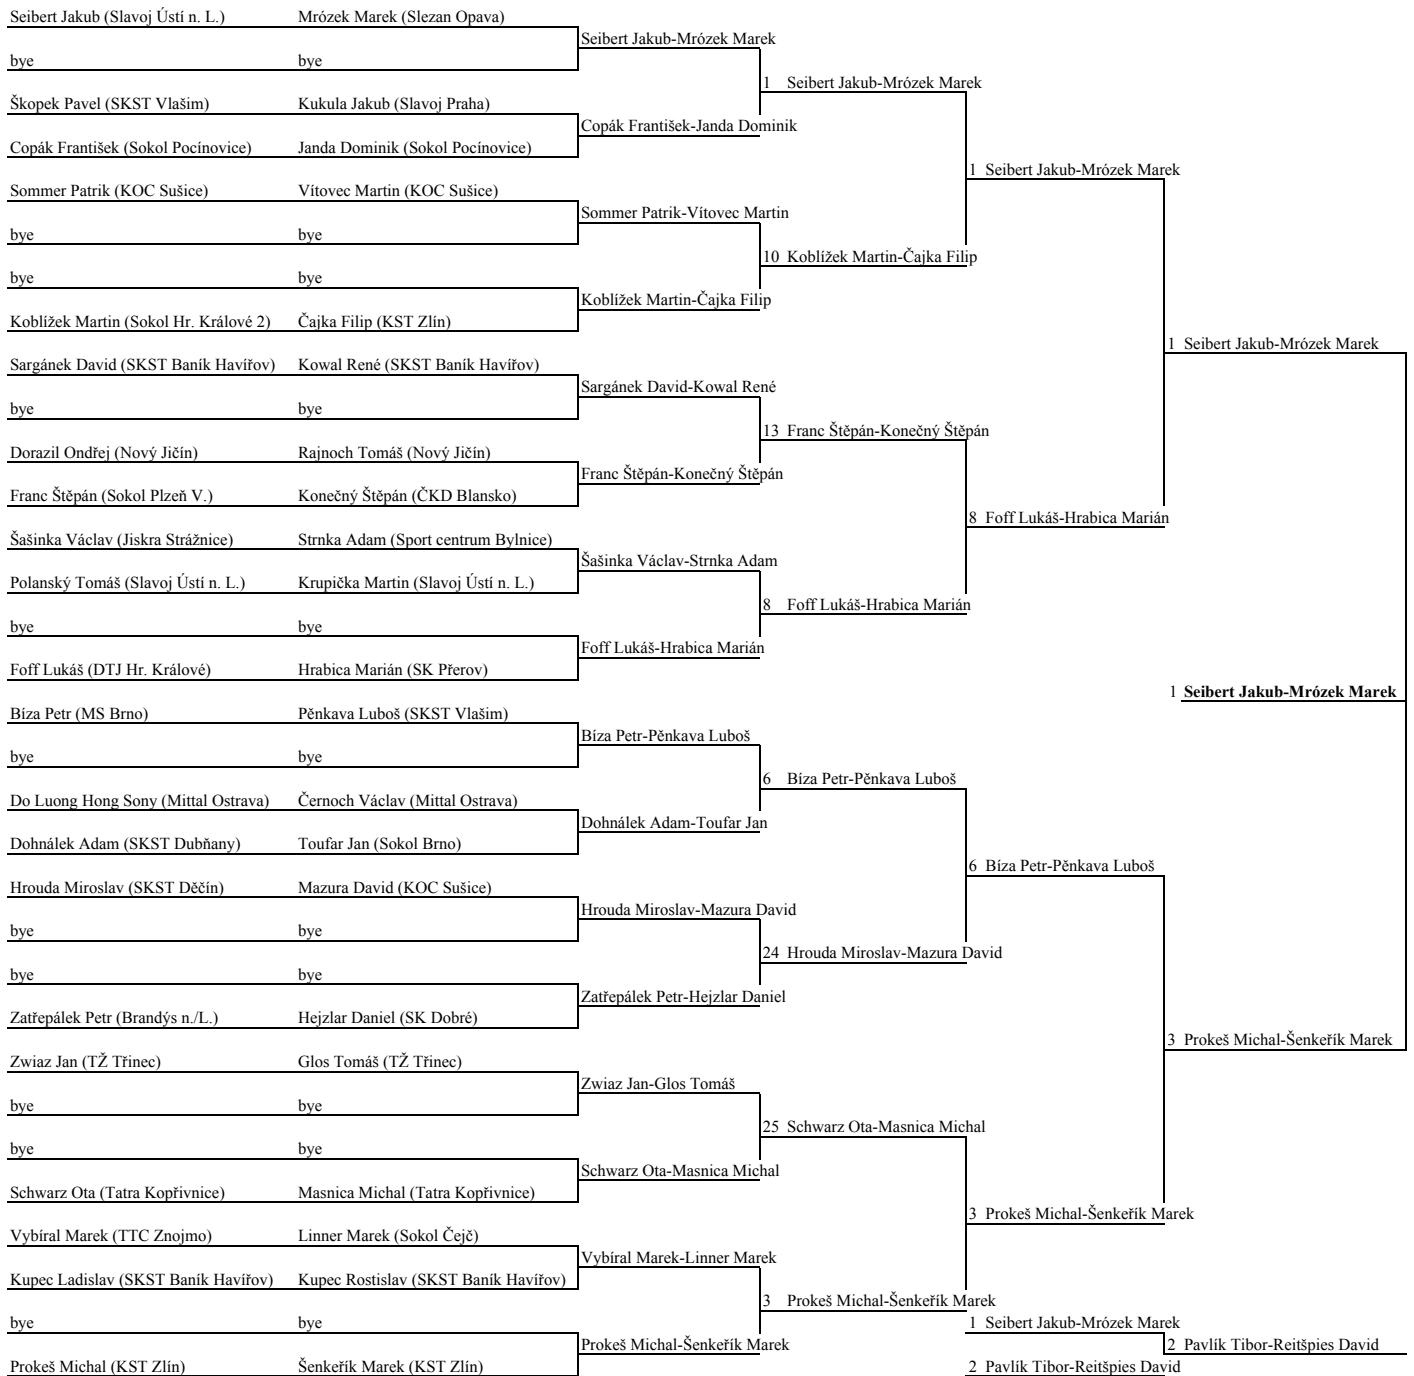 Seibert Jakub (Slavoj Ústí n. L.) Mrózek Marek (Slezan Opava)
Seibert Jakub-Mrózek Marek
bye bye
1 Seibert Jakub-Mrózek Marek
Škopek Pavel (SKST Vlašim) Kukula Jakub (Slavoj Praha)
Copák František-Janda Dominik
Copák František (Sokol Pocínovice) Janda Dominik (Sokol Pocínovice)
1 Seibert Jakub-Mrózek Marek
Sommer Patrik (KOC Sušice) Vítovec Martin (KOC Sušice)
Sommer Patrik-Vítovec Martin
bye bye
10 Koblížek Martin-Čajka Filip
bye bye
Koblížek Martin-Čajka Filip
Koblížek Martin (Sokol Hr. Králové 2) Čajka Filip (KST Zlín)
1 Seibert Jakub-Mrózek Marek
Sargánek David (SKST Baník Havířov) Kowal René (SKST Baník Havířov)
Sargánek David-Kowal René
bye bye
13 Franc Štěpán-Konečný Štěpán
Dorazil Ondřej (Nový Jičín) Rajnoch Tomáš (Nový Jičín)
Franc Štěpán-Konečný Štěpán
Franc Štěpán (Sokol Plzeň V.) Konečný Štěpán (ČKD Blansko)
8 Foff Lukáš-Hrabica Marián
Šašinka Václav (Jiskra Strážnice) Strnka Adam (Sport centrum Bylnice)
Šašinka Václav-Strnka Adam
Polanský Tomáš (Slavoj Ústí n. L.) Krupička Martin (Slavoj Ústí n. L.)
8 Foff Lukáš-Hrabica Marián
bye bye
Foff Lukáš-Hrabica Marián
Foff Lukáš (DTJ Hr. Králové) Hrabica Marián (SK Přerov)
1 Seibert Jakub-Mrózek Marek
Bíza Petr (MS Brno) Pěnkava Luboš (SKST Vlašim)
Bíza Petr-Pěnkava Luboš
bye bye
6 Bíza Petr-Pěnkava Luboš
Do Luong Hong Sony (Mittal Ostrava) Černoch Václav (Mittal Ostrava)
Dohnálek Adam-Toufar Jan
Dohnálek Adam (SKST Dubňany) Toufar Jan (Sokol Brno)
6 Bíza Petr-Pěnkava Luboš
Hrouda Miroslav (SKST Děčín) Mazura David (KOC Sušice)
Hrouda Miroslav-Mazura David
bye bye
24 Hrouda Miroslav-Mazura David
bye bye
Zatřepálek Petr-Hejzlar Daniel
Zatřepálek Petr (Brandýs n./L.) Hejzlar Daniel (SK Dobré)
3 Prokeš Michal-Šenkeřík Marek
Zwiaz Jan (TŽ Třinec) Glos Tomáš (TŽ Třinec)
Zwiaz Jan-Glos Tomáš
bye bye
25 Schwarz Ota-Masnica Michal
bye bye
Schwarz Ota-Masnica Michal
Schwarz Ota (Tatra Kopřivnice) Masnica Michal (Tatra Kopřivnice)
3 Prokeš Michal-Šenkeřík Marek
Vybíral Marek (TTC Znojmo) Linner Marek (Sokol Čejč)
Vybíral Marek-Linner Marek
Kupec Ladislav (SKST Baník Havířov) Kupec Rostislav (SKST Baník Havířov)
3 Prokeš Michal-Šenkeřík Marek
bye bye
1 Seibert Jakub-Mrózek Marek
Prokeš Michal-Šenkeřík Marek
2 Pavlík Tibor-Reitšpies David
Prokeš Michal (KST Zlín) Šenkeřík Marek (KST Zlín)
2 Pavlík Tibor-Reitšpies David